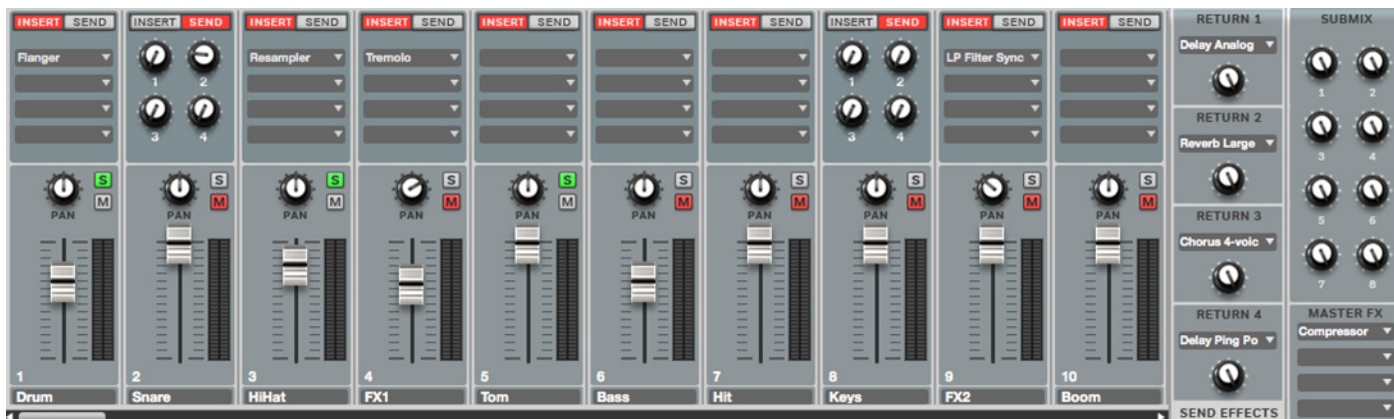 INSERT SEND INSERT SEND INSERT SEND INSERT SEND INSERT SEND INSERT SEND INSERT SEND INSERT SEND INSERT SEND INSERT SEND RETURN 1 SUBMIX
Flanger Resampler Tremolo LP Filter Sync Delay Analog
1 2 1 2 1 2
3 4 3 4
RETURN 2
Reverb Large
3 4
S S S S S S S S S S
M M M M M M M M M M
PAN PAN PAN PAN PAN PAN PAN PAN PAN PAN
RETURN 3
5 6
Chorus 4-voic
7 8
RETURN 4 MASTER FX
Delay Ping Po Compressor
1 2 3 4 5 6 7 8 9 10
Drum Snare HiHat FX1 Tom Bass Hit Keys FX2 Boom
SEND EFFECTS